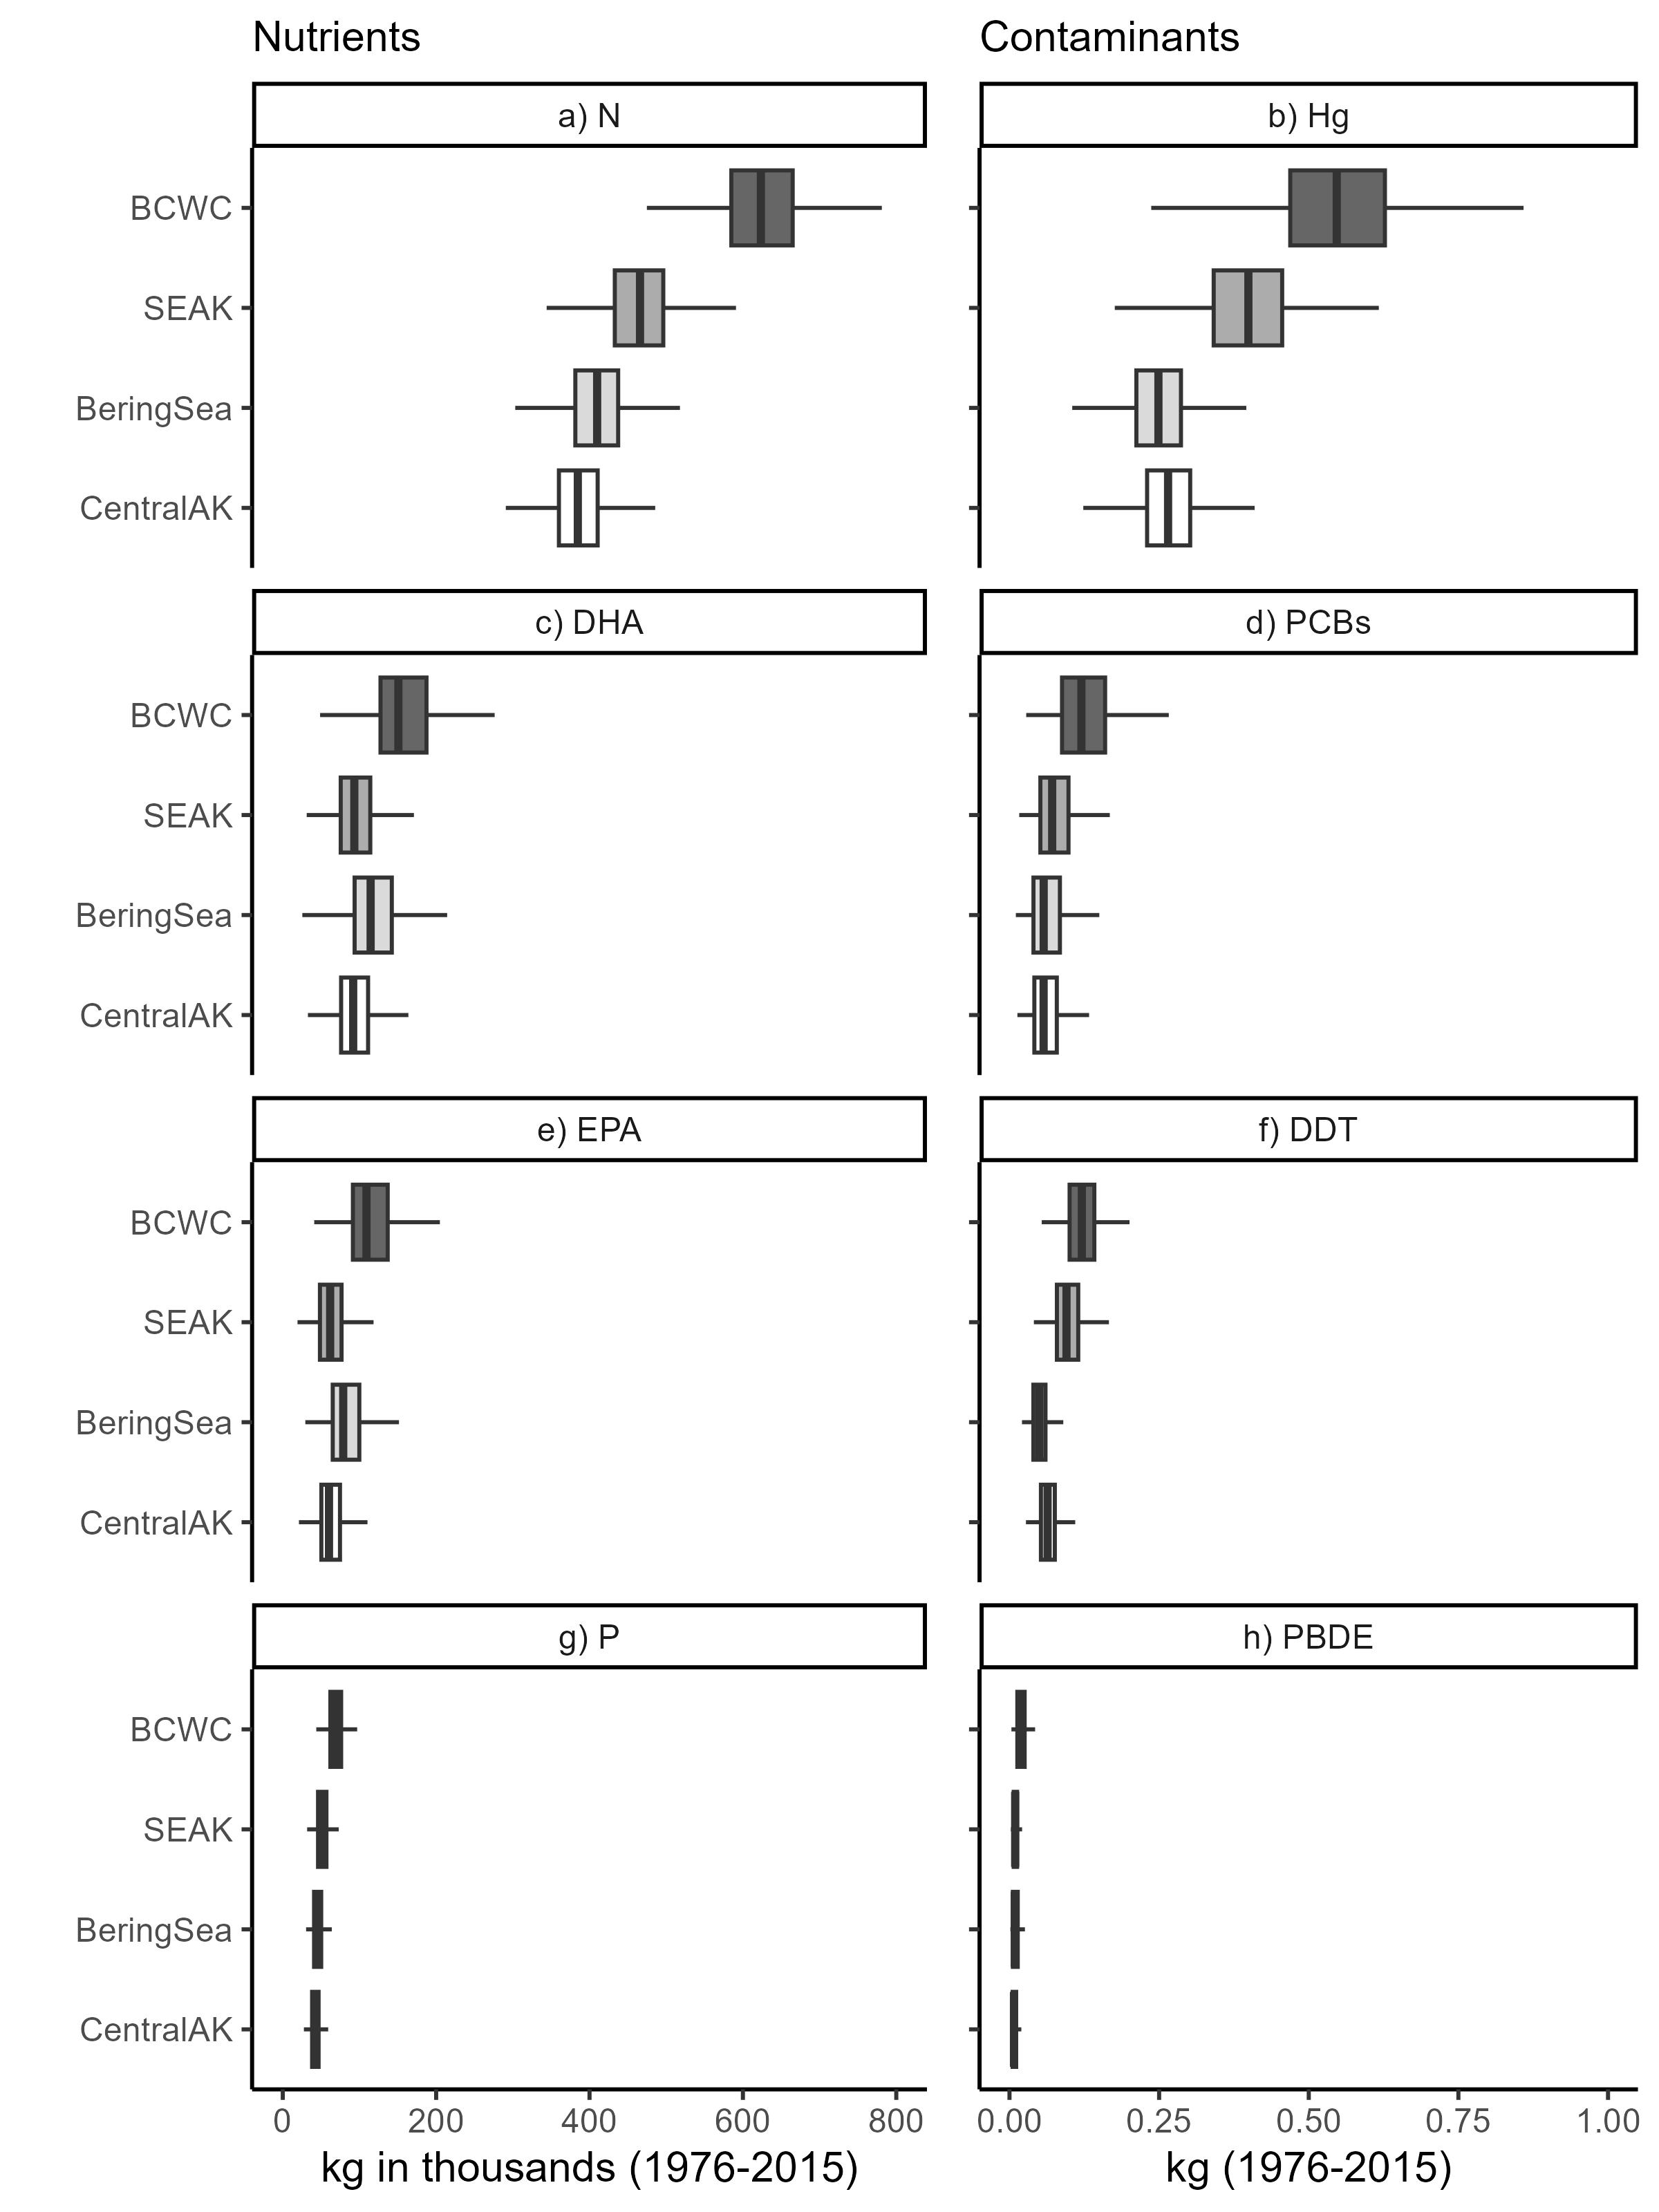 Nutrients
Contaminants
a) N
b) Hg
BCWC
SEAK
BeringSea
CentralAK
c) DHA
d) PCBs
BCWC
SEAK
BeringSea
CentralAK
e) EPA
f) DDT
BCWC
SEAK
BeringSea
CentralAK
g) P
h) PBDE
BCWC
SEAK
BeringSea
CentralAK
0 200 400 600 800
0.00 0.25 0.50 0.75 1.00
kg in thousands (1976-2015)
kg (1976-2015)